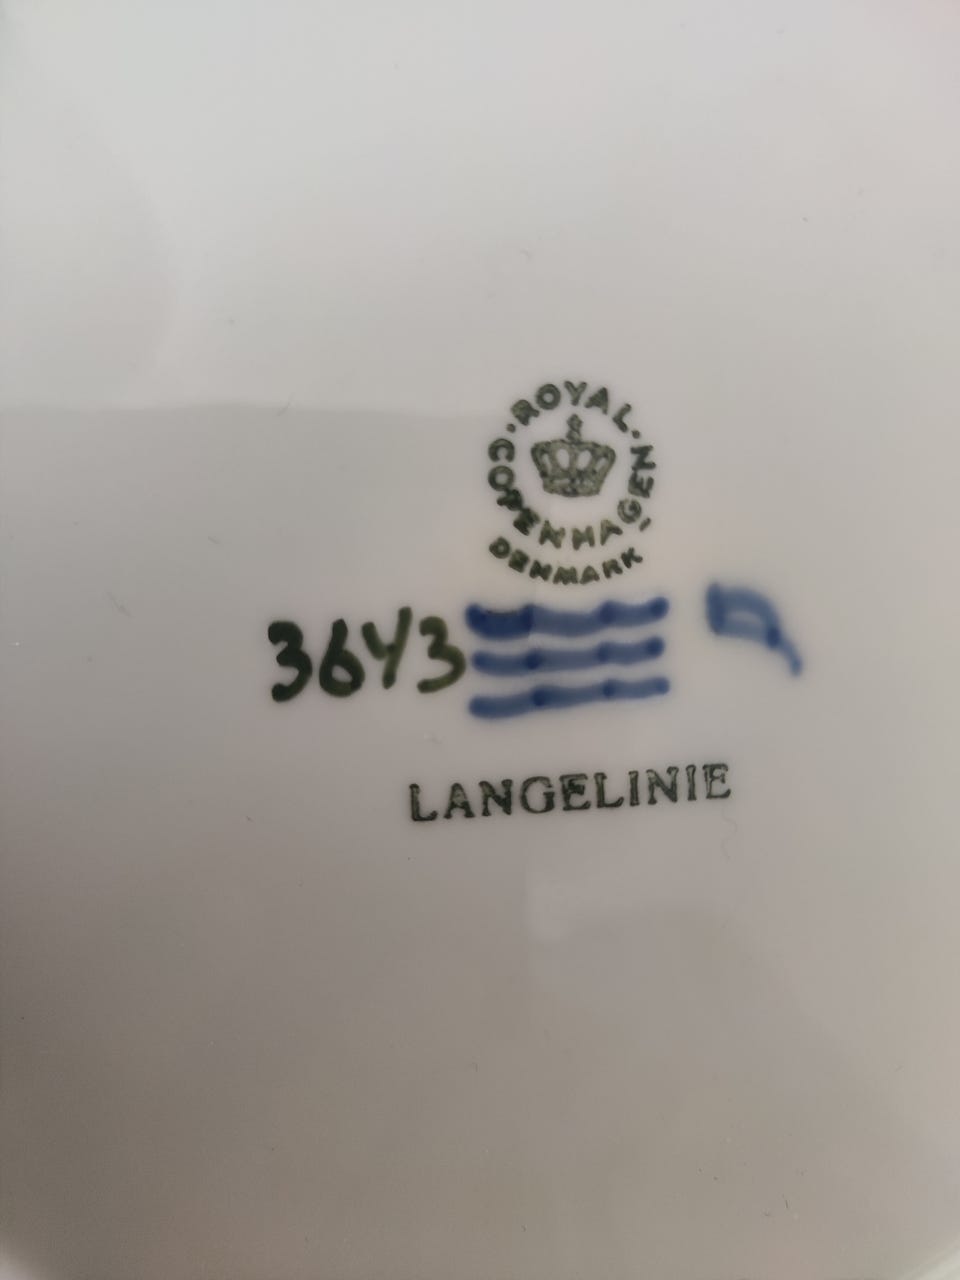 ROYAL
COPENHAGEN
DENMARK
3643
LANGELINIE